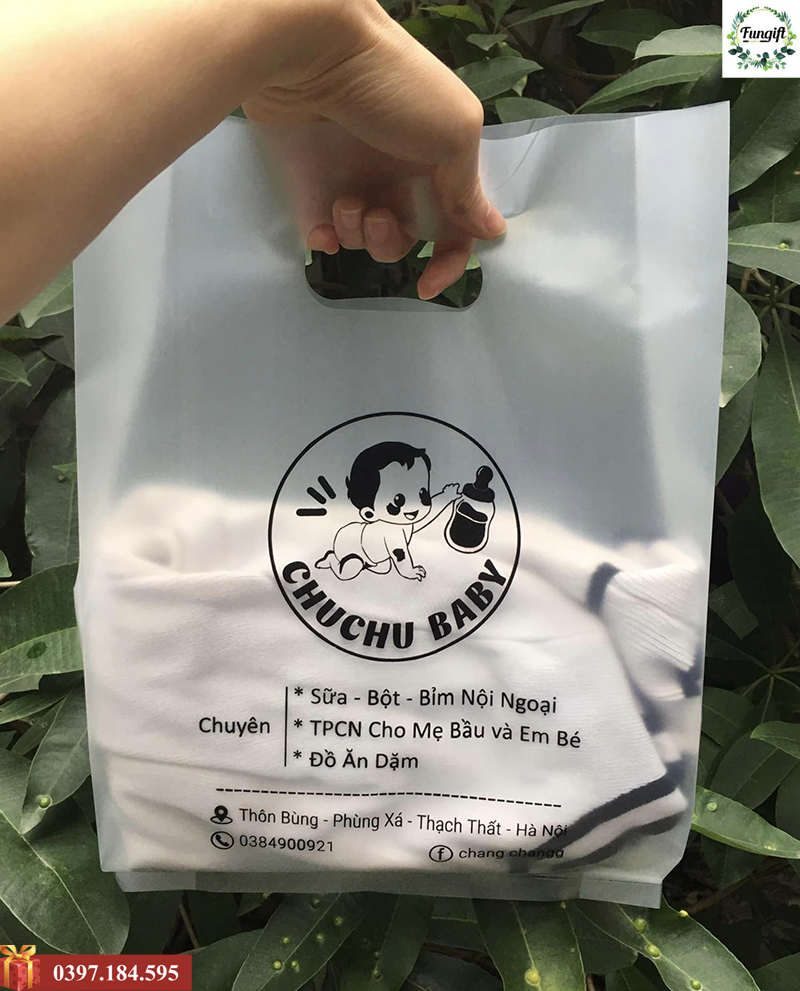 Fungift
CHUCHU BABY
Chuyên
* Sữa - Bột - Bỉm Nội Ngoại
* TPCN Cho Mẹ Bầu và Em Bé
* Đồ Ăn Dặm
Thôn Bùng - Phùng Xá - Thạch Thất - Hà Nội
0384900921
chang changg
0397.184.595